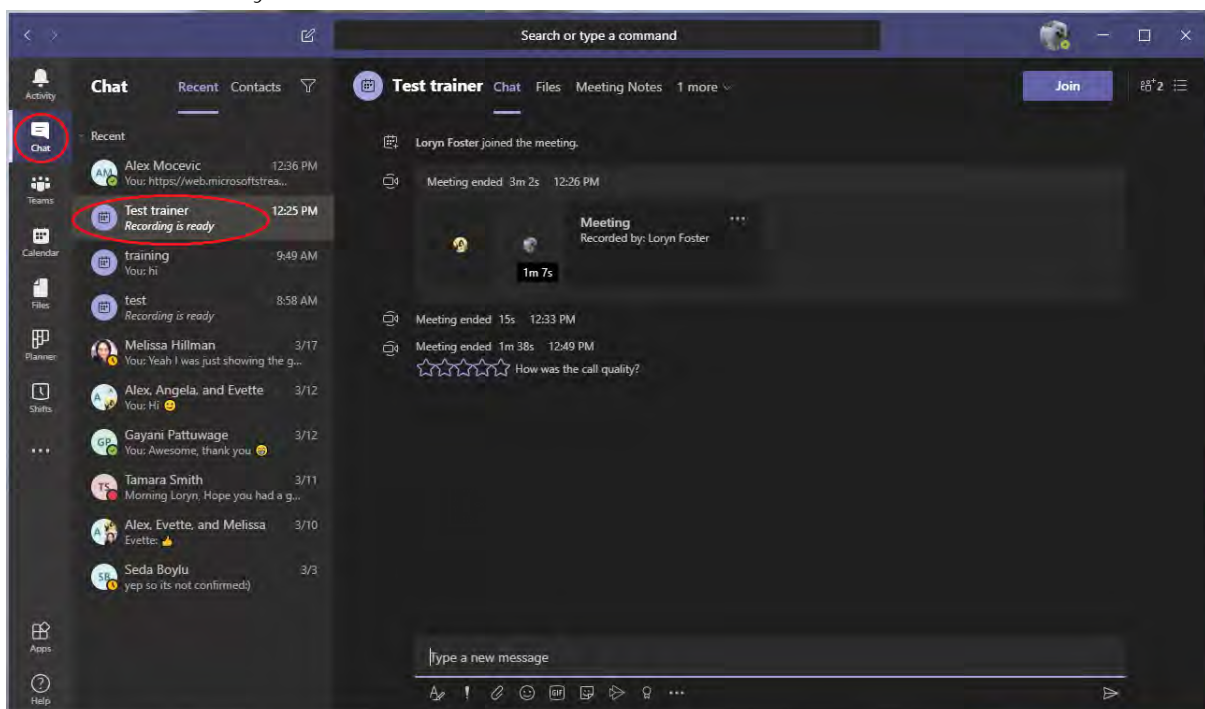 Search or type a command
Activity
Chat
Teams
Calendar
Files
Planner
Shifts
Apps
Help
Chat Recent Contacts
Recent
AM Alex Mocevic 12:36 PM
You: https://web.microsoftstrea...
Test trainer 12:25 PM
Recording is ready
training 9:49 AM
You: hi
test 8:58 AM
Recording is ready
Melissa Hillman 3/17
You: Yeah I was just showing the g...
A Alex, Angela, and Evette 3/12
You: Hi 😊
GP Gayani Pattuwage 3/12
You: Awesome, thank you 😁
TS Tamara Smith 3/11
Morning Loryn, Hope you had a g...
A Alex, Evette, and Melissa 3/10
Evette: 👍
SB Seda Boylu 3/3
yep so its not confirmed:)
Test trainer Chat Files Meeting Notes 1 more
Join 2
Loryn Foster joined the meeting.
Meeting ended 3m 2s 12:26 PM
Meeting
Recorded by: Loryn Foster
1m 7s
Meeting ended 15s 12:33 PM
Meeting ended 1m 38s 12:49 PM
How was the call quality?
Type a new message
GIF